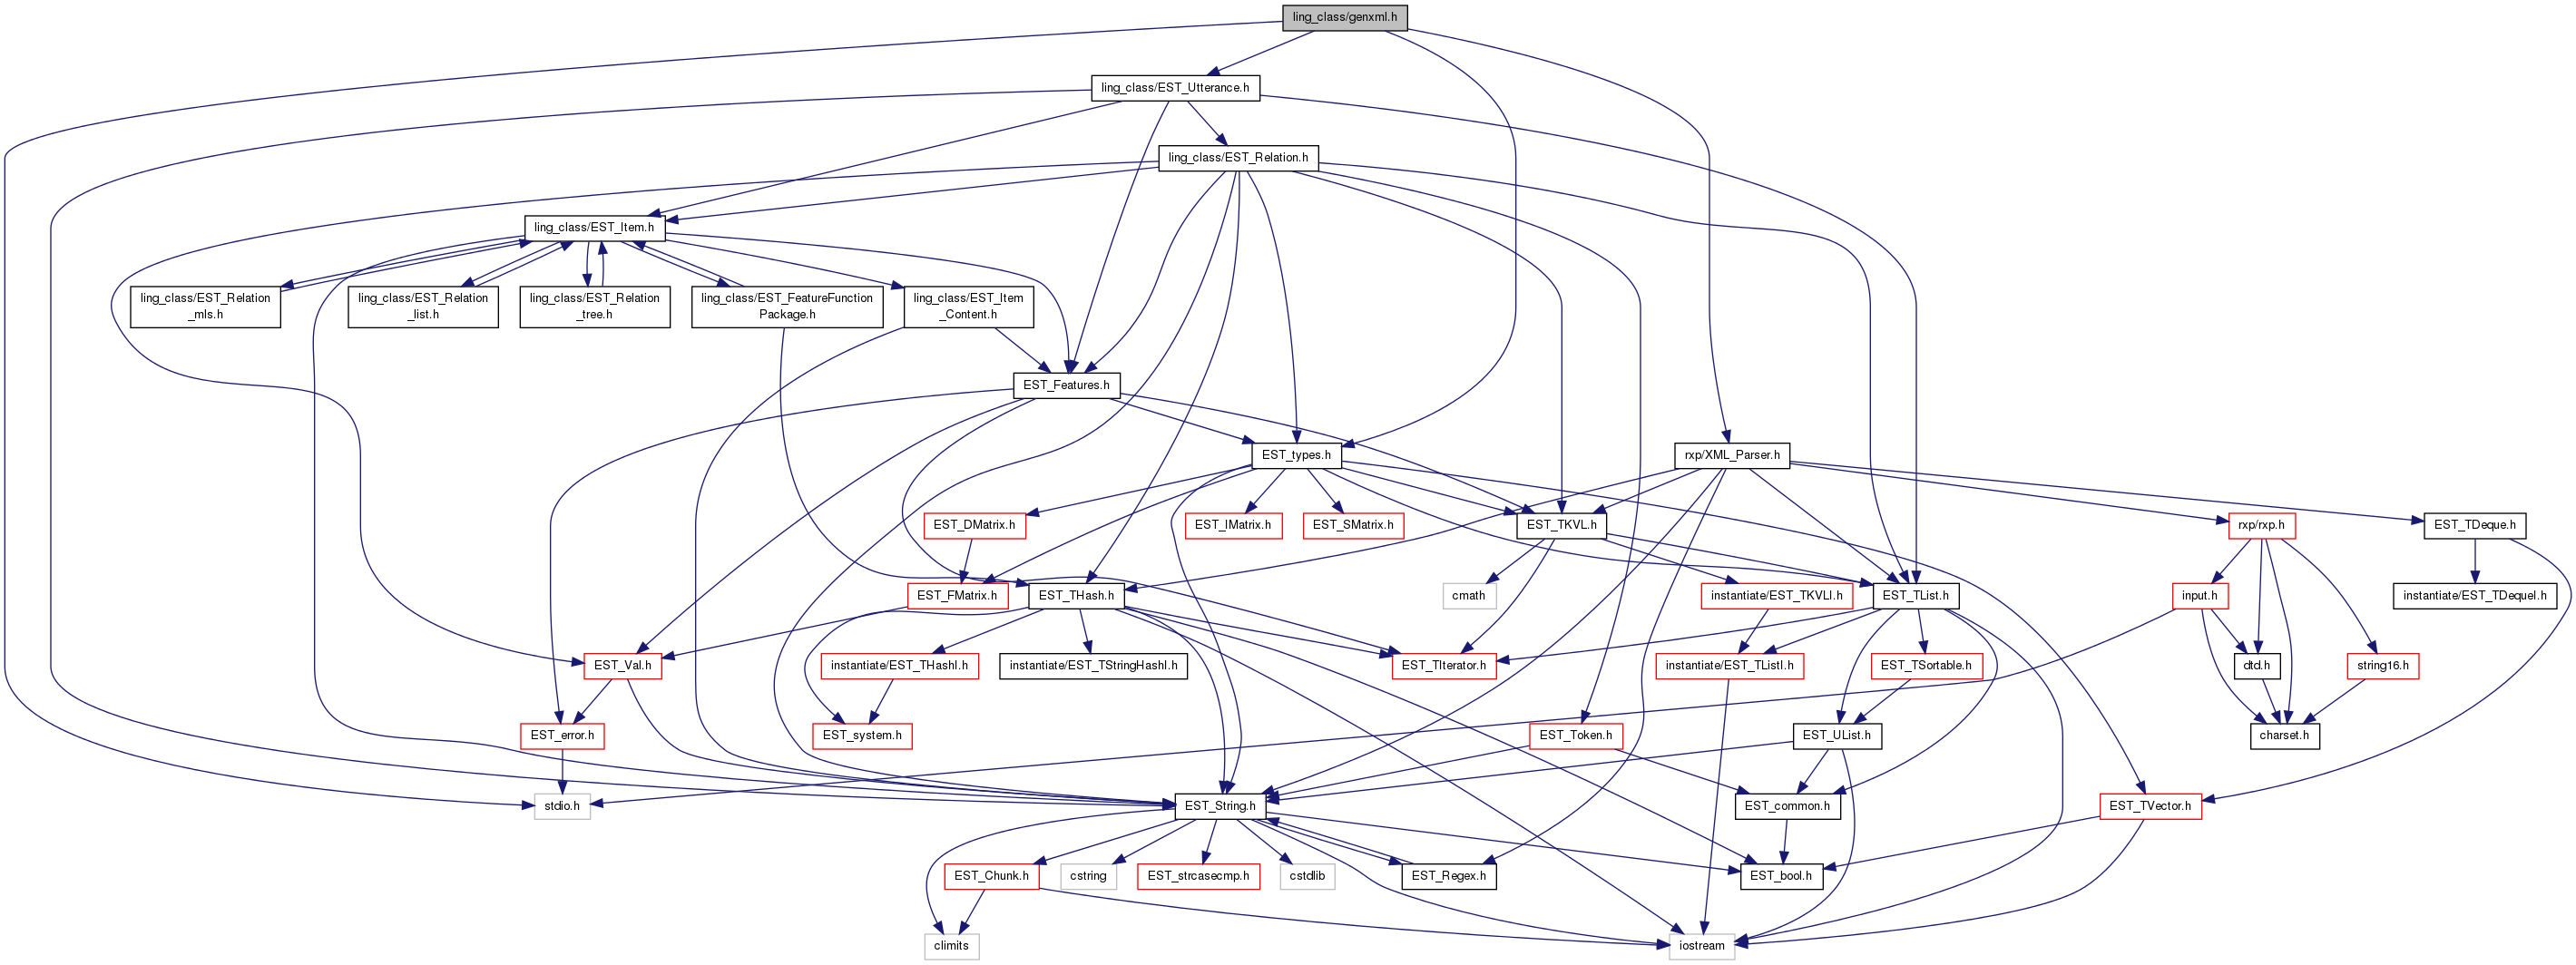 ling_class/genxml.h
ling_class/EST_Utterance.h
ling_class/EST_Relation.h
ling_class/EST_Item.h
ling_class/EST_Relation
_mls.h
ling_class/EST_Relation
_list.h
ling_class/EST_Relation
_tree.h
ling_class/EST_FeatureFunction
Package.h
ling_class/EST_Item
_Content.h
EST_Features.h
EST_types.h
rxp/XML_Parser.h
EST_DMatrix.h
EST_IMatrix.h
EST_SMatrix.h
EST_TKVL.h
rxp/rxp.h
EST_TDeque.h
EST_FMatrix.h
EST_THash.h
cmath
instantiate/EST_TKVLI.h
EST_TList.h
input.h
instantiate/EST_TDequeI.h
EST_Val.h
instantiate/EST_THashI.h
instantiate/EST_TStringHashI.h
EST_TIterator.h
instantiate/EST_TListI.h
EST_TSortable.h
dtd.h
string16.h
EST_error.h
EST_system.h
EST_Token.h
EST_UList.h
charset.h
stdio.h
EST_String.h
EST_common.h
EST_TVector.h
EST_Chunk.h
cstring
EST_strcasecmp.h
cstdlib
EST_Regex.h
EST_bool.h
climits
iostream